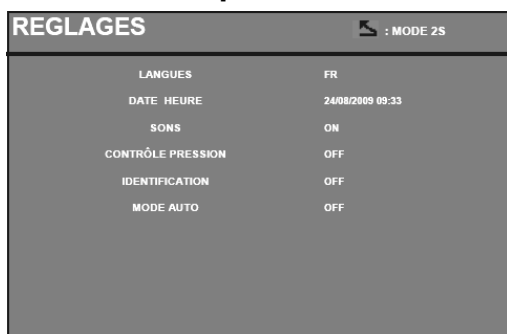 REGLAGES : MODE 2S
LANGUES FR
DATE HEURE 24/08/2009 09:33
SONS ON
CONTRÔLE PRESSION OFF
IDENTIFICATION OFF
MODE AUTO OFF